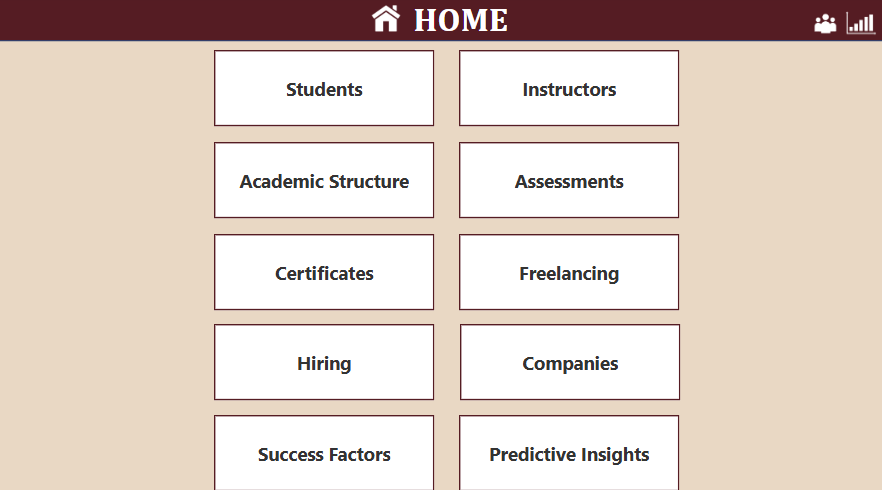 HOME
Students
Instructors
Academic Structure
Assessments
Certificates
Freelancing
Hiring
Companies
Success Factors
Predictive Insights